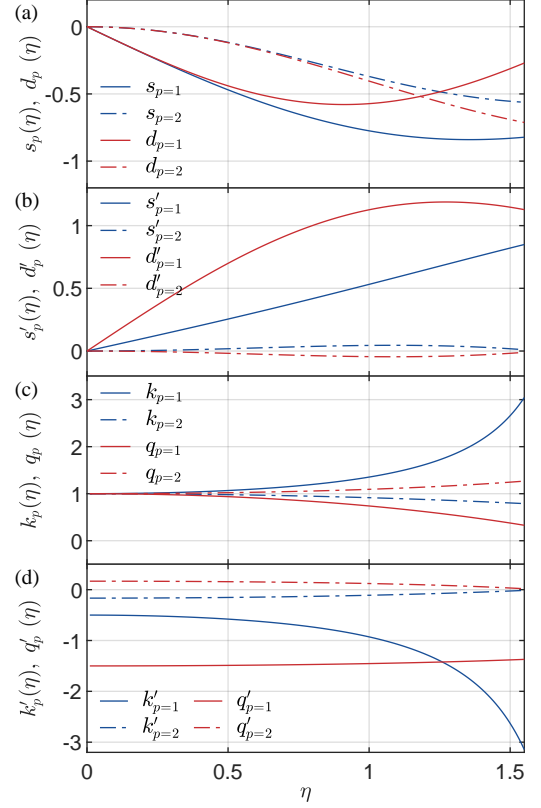 (a)
s_p(η), d_p (η)
0
-0.5
-1
s_{p=1}
s_{p=2}
d_{p=1}
d_{p=2}
(b)
s′_p(η), d′_p (η)
1
0.5
0
s′_{p=1}
s′_{p=2}
d′_{p=1}
d′_{p=2}
(c)
k_p(η), q_p (η)
3
2
1
0
k_{p=1}
k_{p=2}
q_{p=1}
q_{p=2}
(d)
k′_p(η), q′_p (η)
0
-1
-2
-3
k′_{p=1} q′_{p=1}
k′_{p=2} q′_{p=2}
0 0.5 1 1.5
η